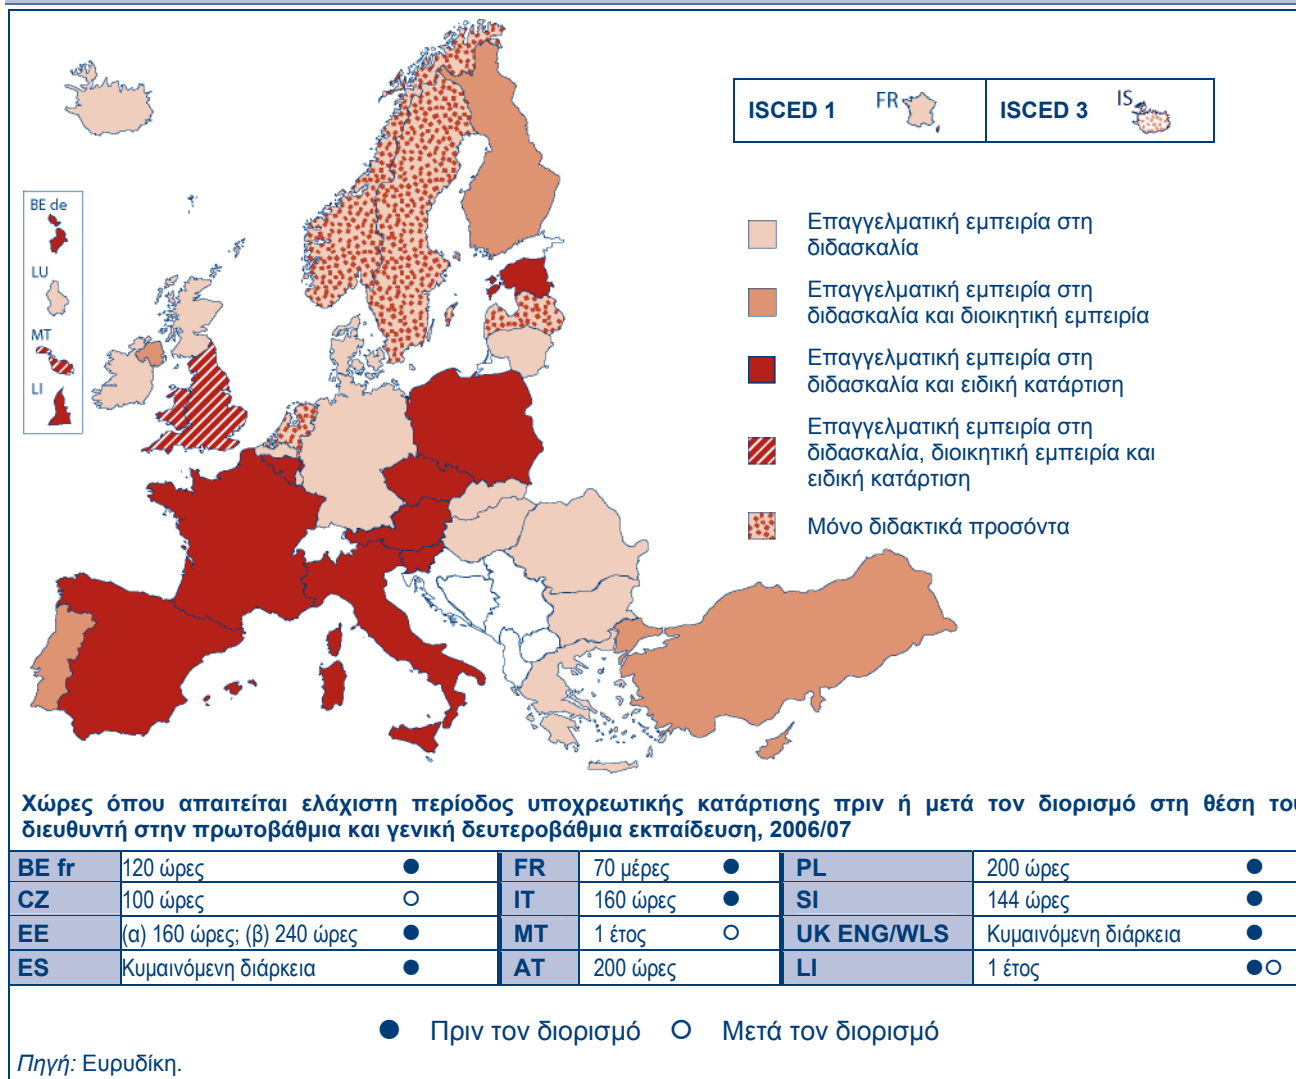 ISCED 1 FR ISCED 3 IS
BE de
LU
MT
LI
Επαγγελματική εμπειρία στη
διδασκαλία
Επαγγελματική εμπειρία στη
διδασκαλία και διοικητική εμπειρία
Επαγγελματική εμπειρία στη
διδασκαλία και ειδική κατάρτιση
Επαγγελματική εμπειρία στη
διδασκαλία, διοικητική εμπειρία και
ειδική κατάρτιση
Μόνο διδακτικά προσόντα
Χώρες όπου απαιτείται ελάχιστη περίοδος υποχρεωτικής κατάρτισης πριν ή μετά τον διορισμό στη θέση του
διευθυντή στην πρωτοβάθμια και γενική δευτεροβάθμια εκπαίδευση, 2006/07
BE fr 120 ώρες ● FR 70 μέρες ● PL 200 ώρες ●
CZ 100 ώρες ○ IT 160 ώρες ● SI 144 ώρες ●
EE (α) 160 ώρες; (β) 240 ώρες ● MT 1 έτος ○ UK ENG/WLS Κυμαινόμενη διάρκεια ●
ES Κυμαινόμενη διάρκεια ● AT 200 ώρες LI 1 έτος ●○
● Πριν τον διορισμό ○ Μετά τον διορισμό
Πηγή: Ευρυδίκη.